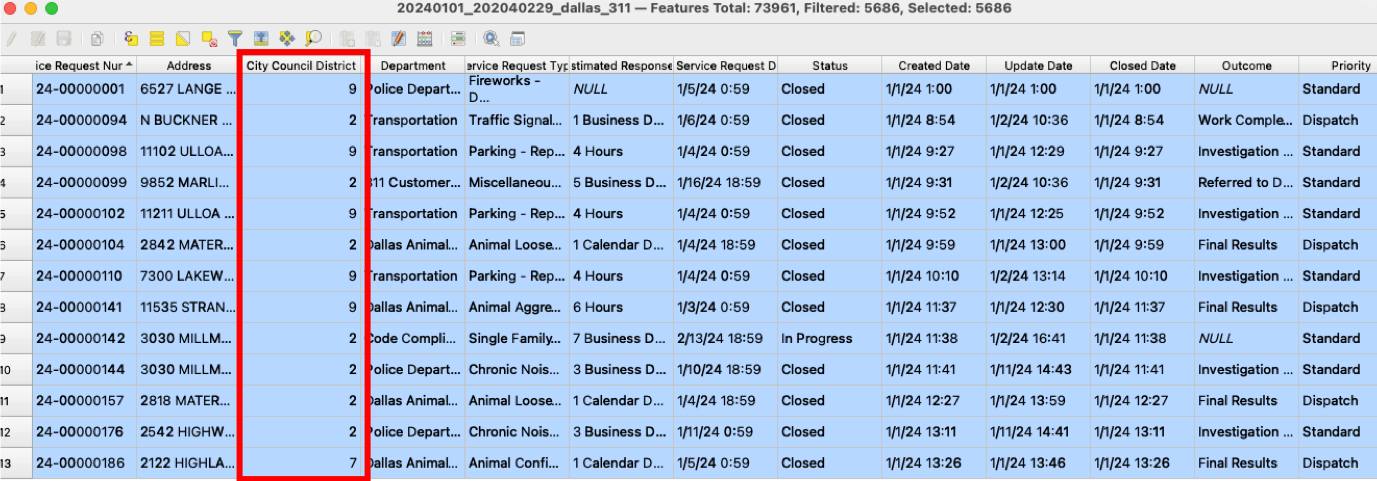 20240101_202040229_dallas_311 — Features Total: 73961, Filtered: 5686, Selected: 5686
ice Request Nur Address City Council District Department ervice Request Typ stimated Response Service Request D Status Created Date Update Date Closed Date Outcome Priority
1 24-00000001 6527 LANGE ... 9 Police Depart... Fireworks - D... NULL 1/5/24 0:59 Closed 1/1/24 1:00 1/1/24 1:00 1/1/24 1:00 NULL Standard
2 24-00000094 N BUCKNER ... 2 Transportation Traffic Signal... 1 Business D... 1/6/24 0:59 Closed 1/1/24 8:54 1/2/24 10:36 1/1/24 8:54 Work Comple... Dispatch
3 24-00000098 11102 ULLOA... 9 Transportation Parking - Rep... 4 Hours 1/4/24 0:59 Closed 1/1/24 9:27 1/1/24 12:29 1/1/24 9:27 Investigation ... Standard
4 24-00000099 9852 MARLI... 2 311 Customer... Miscellaneou... 5 Business D... 1/16/24 18:59 Closed 1/1/24 9:31 1/2/24 10:36 1/1/24 9:31 Referred to D... Standard
5 24-00000102 11211 ULLOA ... 9 Transportation Parking - Rep... 4 Hours 1/4/24 0:59 Closed 1/1/24 9:52 1/1/24 12:25 1/1/24 9:52 Investigation ... Standard
6 24-00000104 2842 MATER... 2 Dallas Animal... Animal Loose... 1 Calendar D... 1/4/24 18:59 Closed 1/1/24 9:59 1/1/24 13:00 1/1/24 9:59 Final Results Dispatch
7 24-00000110 7300 LAKEW... 9 Transportation Parking - Rep... 4 Hours 1/4/24 0:59 Closed 1/1/24 10:10 1/2/24 13:14 1/1/24 10:10 Investigation ... Standard
8 24-00000141 11535 STRAN... 9 Dallas Animal... Animal Aggre... 6 Hours 1/3/24 0:59 Closed 1/1/24 11:37 1/1/24 12:30 1/1/24 11:37 Final Results Dispatch
9 24-00000142 3030 MILLM... 2 Code Compli... Single Family... 7 Business D... 2/13/24 18:59 In Progress 1/1/24 11:38 1/2/24 16:41 1/1/24 11:38 NULL Standard
10 24-00000144 3030 MILLM... 2 Police Depart... Chronic Nois... 3 Business D... 1/10/24 18:59 Closed 1/1/24 11:41 1/11/24 14:43 1/1/24 11:41 Investigation ... Standard
11 24-00000157 2818 MATER... 2 Dallas Animal... Animal Loose... 1 Calendar D... 1/4/24 18:59 Closed 1/1/24 12:27 1/1/24 13:59 1/1/24 12:27 Final Results Dispatch
12 24-00000176 2542 HIGHW... 2 Police Depart... Chronic Nois... 3 Business D... 1/11/24 0:59 Closed 1/1/24 13:11 1/11/24 14:41 1/1/24 13:11 Investigation ... Standard
13 24-00000186 2122 HIGHLA... 7 Dallas Animal... Animal Confi... 1 Calendar D... 1/5/24 0:59 Closed 1/1/24 13:26 1/1/24 13:46 1/1/24 13:26 Final Results Dispatch